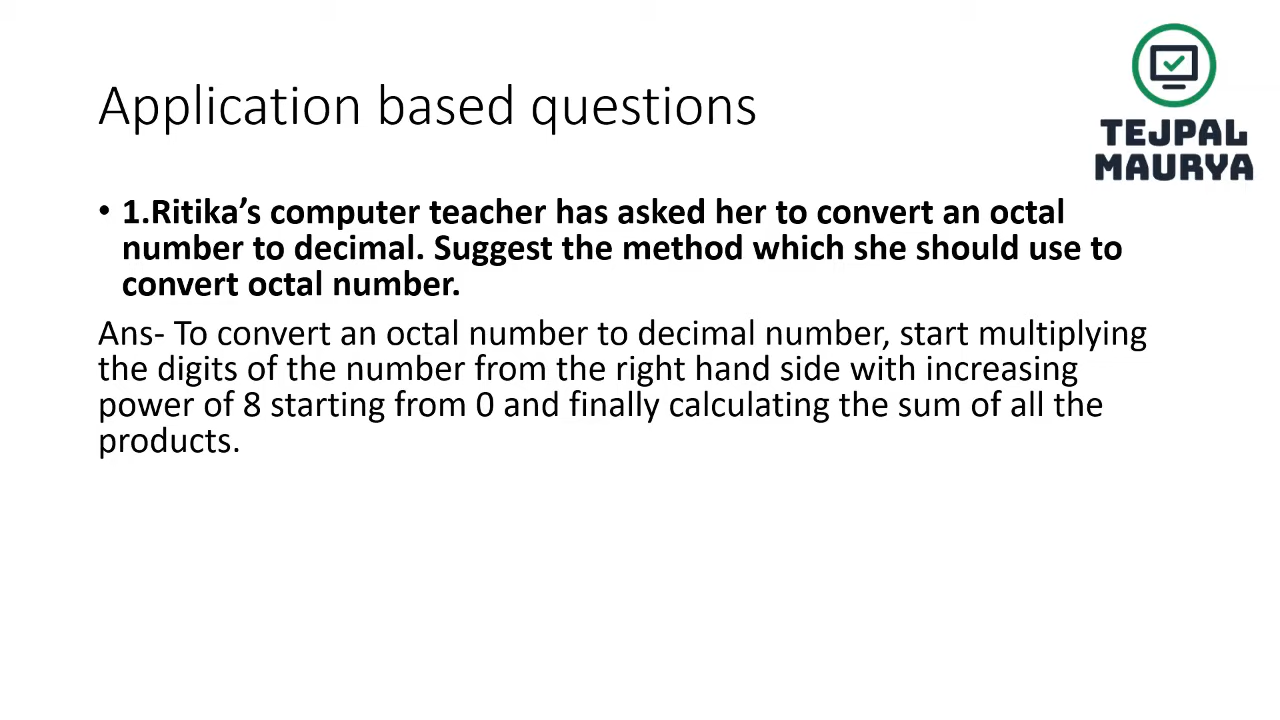 Application based questions
TEJPAL
MAURYA
• 1.Ritika’s computer teacher has asked her to convert an octal
number to decimal. Suggest the method which she should use to
convert octal number.
Ans- To convert an octal number to decimal number, start multiplying
the digits of the number from the right hand side with increasing
power of 8 starting from 0 and finally calculating the sum of all the
products.